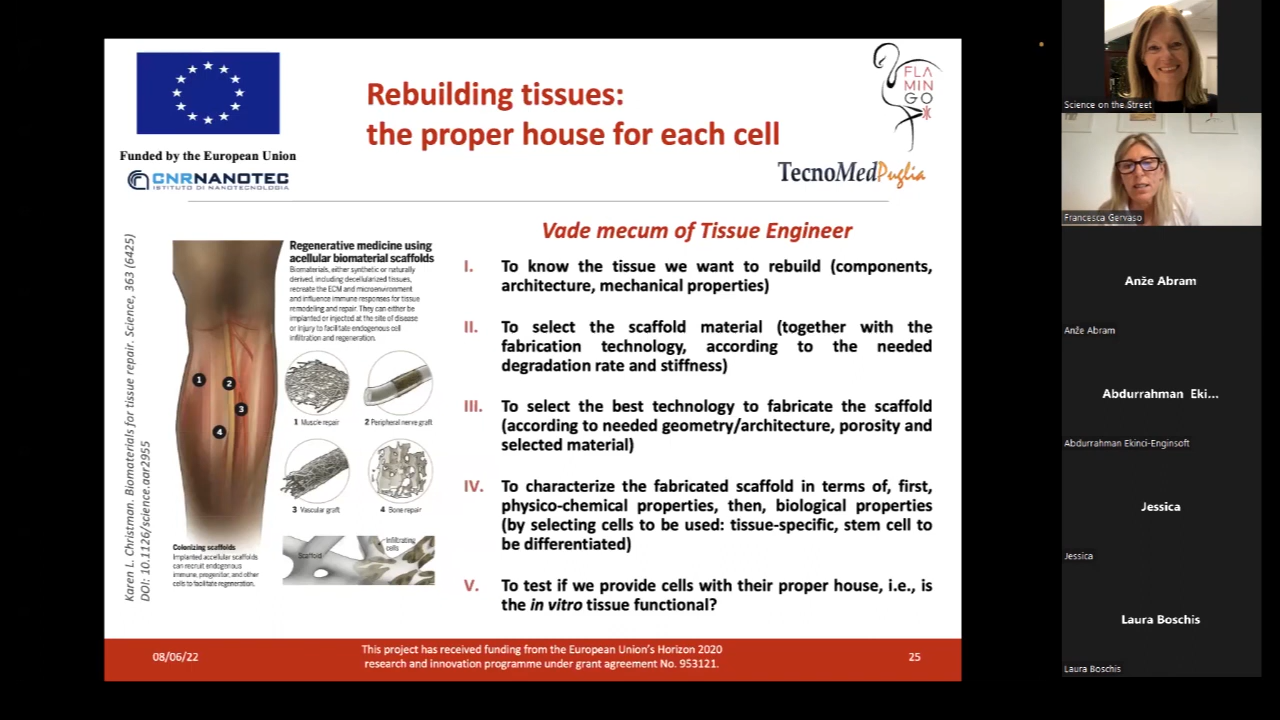 Rebuilding tissues:
the proper house for each cell
FLA
MIN
GO
Funded by the European Union
CNRNANOTEC
ISTITUTO DI NANOTECNOLOGIA
TecnoMedPuglia
Karen L. Christman. Biomaterials for tissue repair. Science, 363 (6425)
DOI: 10.1126/science.aar2955
Regenerative medicine using
acellular biomaterial scaffolds
Biomaterials, either synthetic or naturally
derived, including decellularized tissues,
recreate the ECM and microenvironment
and influence immune responses for tissue
remodeling and repair. They can either be
implanted or injected at the site of disease
or injury to facilitate endogenous cell
infiltration and regeneration.
1
2
3
4
1 Muscle repair
2 Peripheral nerve graft
3 Vascular graft
4 Bone repair
Colonizing scaffolds
Implanted acellular scaffolds
can recruit endogenous
immune, progenitor, and other
cells to facilitate regeneration.
Scaffold
Infiltrating
cells
Vade mecum of Tissue Engineer
I. To know the tissue we want to rebuild (components,
architecture, mechanical properties)
II. To select the scaffold material (together with the
fabrication technology, according to the needed
degradation rate and stiffness)
III. To select the best technology to fabricate the scaffold
(according to needed geometry/architecture, porosity and
selected material)
IV. To characterize the fabricated scaffold in terms of, first,
physico-chemical properties, then, biological properties
(by selecting cells to be used: tissue-specific, stem cell to
be differentiated)
V. To test if we provide cells with their proper house, i.e., is
the in vitro tissue functional?
08/06/22
This project has received funding from the European Union's Horizon 2020
research and innovation programme under grant agreement No. 953121.
25
Science on the Street
Francesca Gervaso
Anže Abram
Anže Abram
Abdurrahman Eki...
Abdurrahman Ekinci-Enginsoft
Jessica
Jessica
Laura Boschis
Laura Boschis